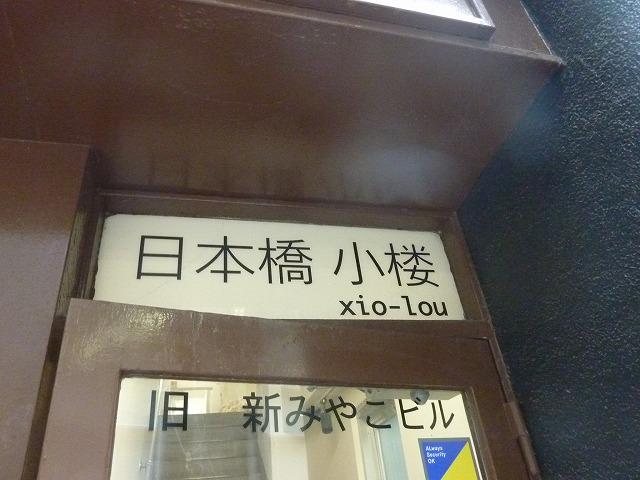 日本橋 小楼
xio-lou
旧 新みやこビル
Always
Security
OK